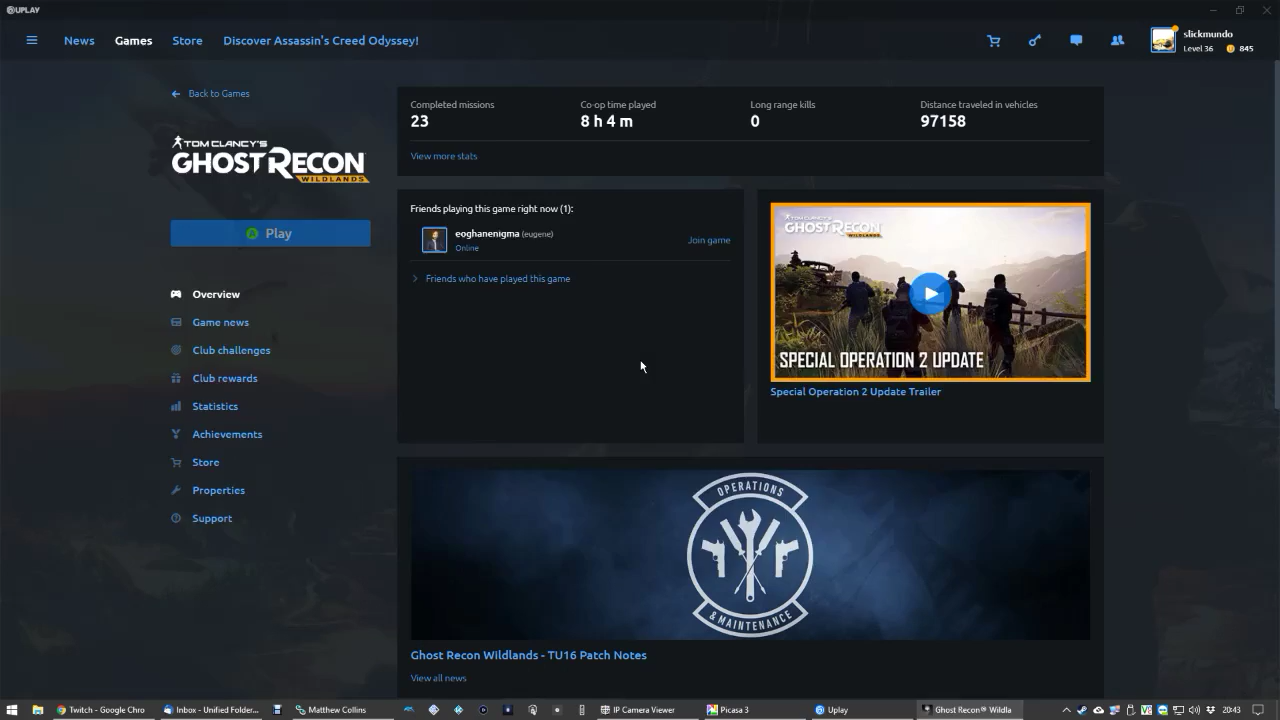 UPLAY
News
Games
Store
Discover Assassin's Creed Odyssey!
slickmundo
Level 36
845
Back to Games
TOM CLANCY'S
GHOST RECON
WILDLANDS
Play
Overview
Game news
Club challenges
Club rewards
Statistics
Achievements
Store
Properties
Support
Completed missions
23
Co-op time played
8 h 4 m
Long range kills
0
Distance traveled in vehicles
97158
View more stats
Friends playing this game right now (1):
eoghanenigma (eugene)
Online
Join game
Friends who have played this game
TOM CLANCY'S
GHOST RECON
WILDLANDS
SPECIAL OPERATION 2 UPDATE
Special Operation 2 Update Trailer
OPERATIONS
& MAINTENANCE
Ghost Recon Wildlands - TU16 Patch Notes
View all news
Twitch - Google Chro
Inbox - Unified Folder...
Matthew Collins
IP Camera Viewer
Picasa 3
Uplay
Ghost Recon® Wildla
20:43